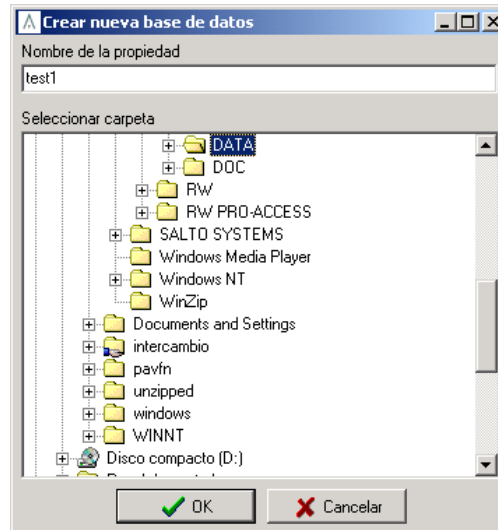 Crear nueva base de datos
Nombre de la propiedad
test1
Seleccionar carpeta
DATA
DOC
RW
RW PRO-ACCESS
SALTO SYSTEMS
Windows Media Player
Windows NT
WinZip
Documents and Settings
intercambio
pavfn
unzipped
windows
WINNT
Disco compacto (D:)
OK Cancelar